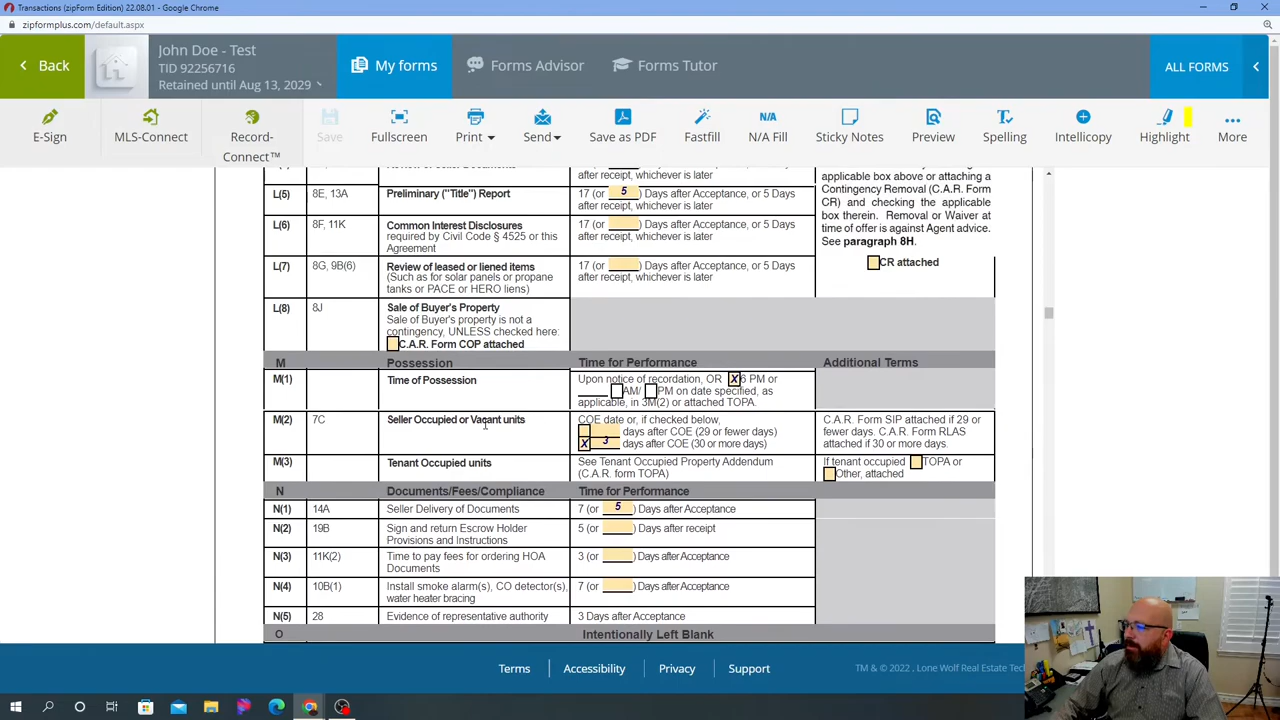 Transactions (zipForm Edition) 22.08.01 - Google Chrome
zipformplus.com/default.aspx
Back
John Doe - Test
TID 92256716
Retained until Aug 13, 2029
My forms
Forms Advisor
Forms Tutor
ALL FORMS
E-Sign
MLS-Connect
Record-Connect™
Save
Fullscreen
Print
Send
Save as PDF
N/A
Fastfill
N/A Fill
Sticky Notes
Preview
Spelling
Intellicopy
Highlight
More
after receipt, whichever is later
applicable box above or attaching a
Contingency Removal (C.A.R. Form
CR) and checking the applicable
box therein. Removal or Waiver at
time of offer is against Agent advice.
See paragraph 8H.
CR attached
L(5) 8E, 13A Preliminary ("Title") Report 17 (or 5 ) Days after Acceptance, or 5 Days
after receipt, whichever is later
L(6) 8F, 11K Common Interest Disclosures 17 (or ) Days after Acceptance, or 5 Days
required by Civil Code § 4525 or this after receipt, whichever is later
Agreement
L(7) 8G, 9B(6) Review of leased or liened items 17 (or ) Days after Acceptance, or 5 Days
(Such as for solar panels or propane after receipt, whichever is later
tanks or PACE or HERO liens)
L(8) 8J Sale of Buyer's Property
Sale of Buyer's property is not a
contingency, UNLESS checked here:
C.A.R. Form COP attached
M Possession Time for Performance Additional Terms
M(1) Time of Possession Upon notice of recordation, OR X 6 PM or
AM/ PM on date specified, as
applicable, in 3M(2) or attached TOPA.
M(2) 7C Seller Occupied or Vacant units COE date or, if checked below, C.A.R. Form SIP attached if 29 or
days after COE (29 or fewer days) fewer days. C.A.R. Form RLAS
X 3 days after COE (30 or more days) attached if 30 or more days.
M(3) Tenant Occupied units See Tenant Occupied Property Addendum If tenant occupied TOPA or
(C.A.R. form TOPA) Other, attached
N Documents/Fees/Compliance Time for Performance
N(1) 14A Seller Delivery of Documents 7 (or 5 ) Days after Acceptance
N(2) 19B Sign and return Escrow Holder 5 (or ) Days after receipt
Provisions and Instructions
N(3) 11K(2) Time to pay fees for ordering HOA 3 (or ) Days after Acceptance
Documents
N(4) 10B(1) Install smoke alarm(s), CO detector(s), 7 (or ) Days after Acceptance
water heater bracing
N(5) 28 Evidence of representative authority 3 Days after Acceptance
O Intentionally Left Blank
Terms
Accessibility
Privacy
Support
TM & © 2022 , Lone Wolf Real Estate